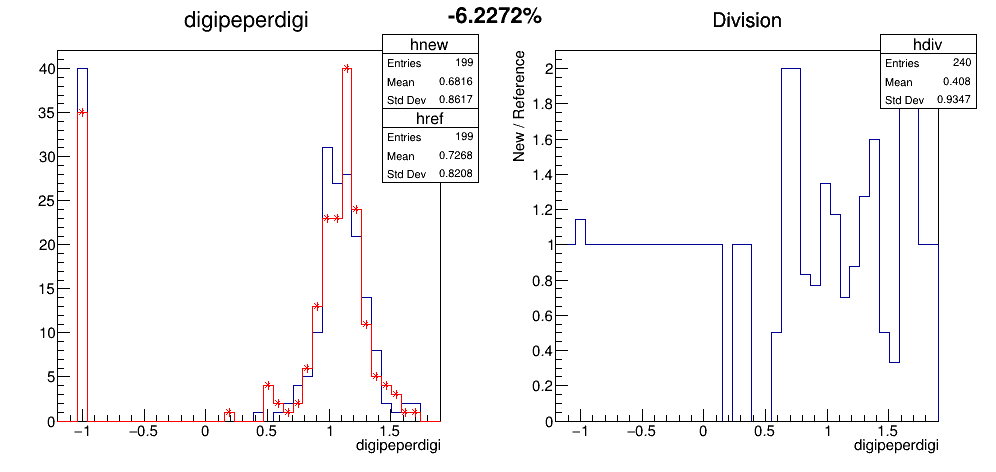 digipeperdigi
-6.2272%
Division
hnew
Entries 199
Mean 0.6816
Std Dev 0.8617
href
Entries 199
Mean 0.7268
Std Dev 0.8208
40
35
30
25
20
15
10
5
0
−1 −0.5 0 0.5 1 1.5
digipeperdigi
hdiv
Entries 240
Mean 0.408
Std Dev 0.9347
New / Reference
2
1.8
1.6
1.4
1.2
1
0.8
0.6
0.4
0.2
0
−1 −0.5 0 0.5 1 1.5
digipeperdigi